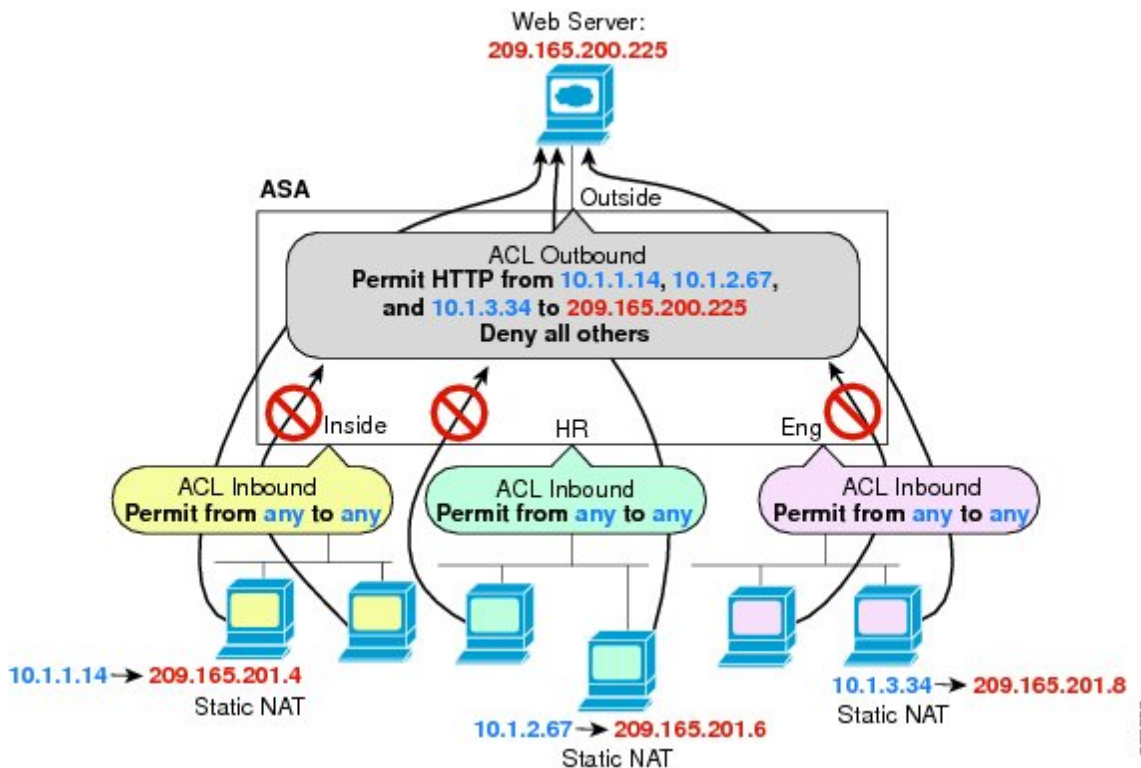 Web Server:
209.165.200.225
ASA
Outside
ACL Outbound
Permit HTTP from 10.1.1.14, 10.1.2.67,
and 10.1.3.34 to 209.165.200.225
Deny all others
Inside
HR
Eng
ACL Inbound
Permit from any to any
ACL Inbound
Permit from any to any
ACL Inbound
Permit from any to any
10.1.1.14 → 209.165.201.4
Static NAT
10.1.2.67 → 209.165.201.6
Static NAT
10.1.3.34 → 209.165.201.8
Static NAT